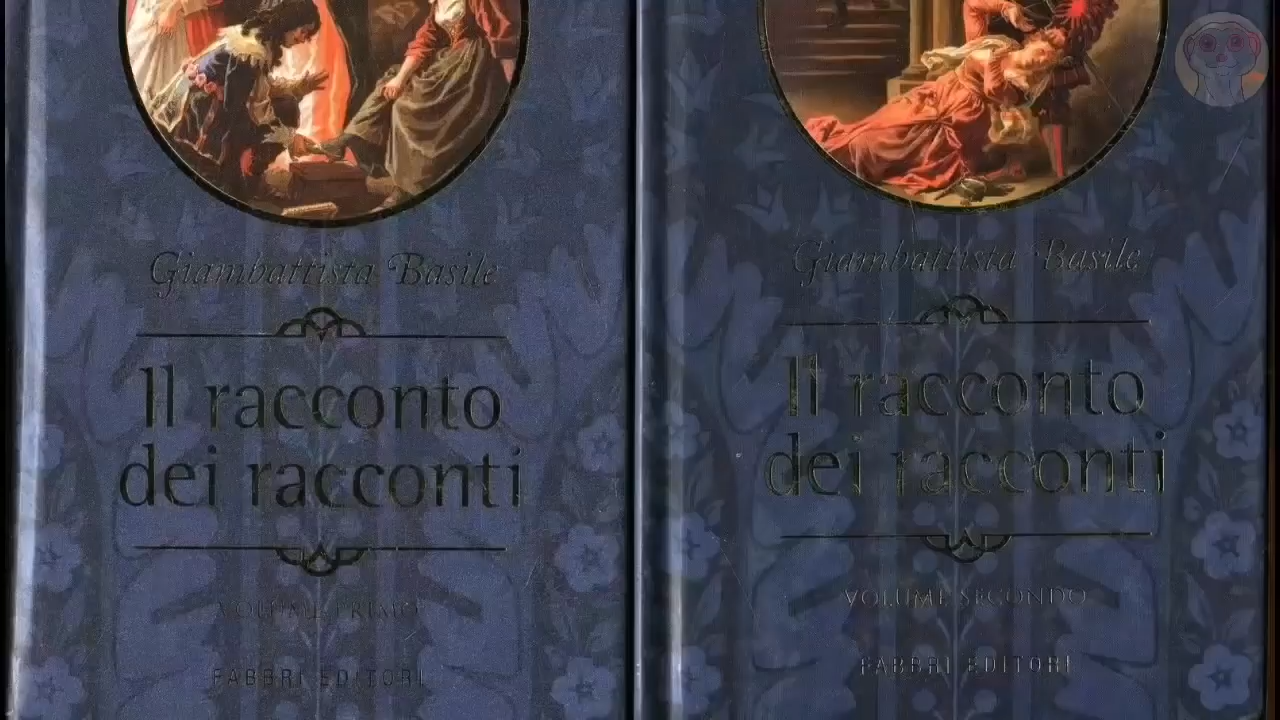 Giambattista Basile
Il racconto
dei racconti
VOLUME PRIMO
FABBRI EDITORI
Giambattista Basile
Il racconto
dei racconti
VOLUME SECONDO
FABBRI EDITORI